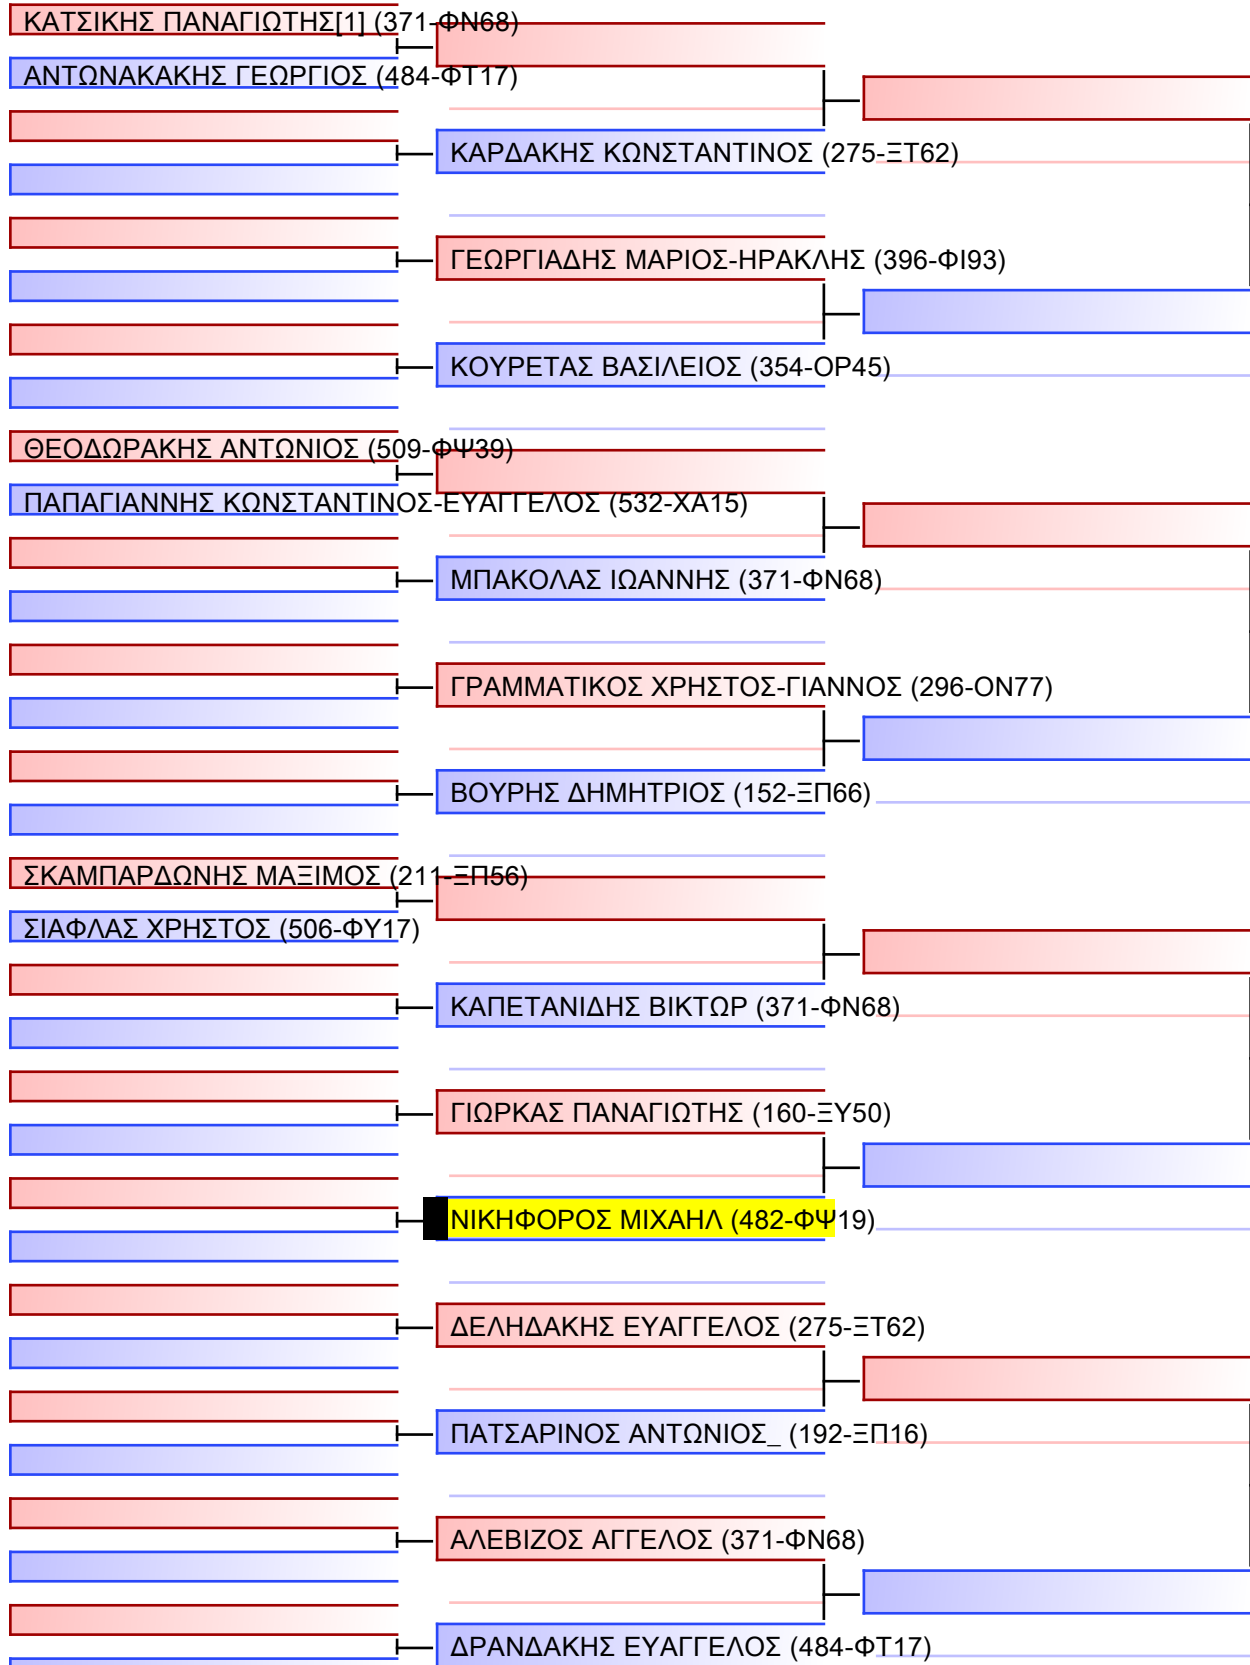 ΚΑΤΣΙΚΗΣ ΠΑΝΑΓΙΩΤΗΣ[1] (371-ΦΝ68)
ΑΝΤΩΝΑΚΑΚΗΣ ΓΕΩΡΓΙΟΣ (484-ΦΤ17)
ΚΑΡΔΑΚΗΣ ΚΩΝΣΤΑΝΤΙΝΟΣ (275-ΞΤ62)
ΓΕΩΡΓΙΑΔΗΣ ΜΑΡΙΟΣ-ΗΡΑΚΛΗΣ (396-ΦΙ93)
ΚΟΥΡΕΤΑΣ ΒΑΣΙΛΕΙΟΣ (354-ΟΡ45)
ΘΕΟΔΩΡΑΚΗΣ ΑΝΤΩΝΙΟΣ (509-ΦΨ39)
ΠΑΠΑΓΙΑΝΝΗΣ ΚΩΝΣΤΑΝΤΙΝΟΣ-ΕΥΑΓΓΕΛΟΣ (532-ΧΑ15)
ΜΠΑΚΟΛΑΣ ΙΩΑΝΝΗΣ (371-ΦΝ68)
ΓΡΑΜΜΑΤΙΚΟΣ ΧΡΗΣΤΟΣ-ΓΙΑΝΝΟΣ (296-ΟΝ77)
ΒΟΥΡΗΣ ΔΗΜΗΤΡΙΟΣ (152-ΞΠ66)
ΣΚΑΜΠΑΡΔΩΝΗΣ ΜΑΞΙΜΟΣ (211-ΞΠ56)
ΣΙΑΦΛΑΣ ΧΡΗΣΤΟΣ (506-ΦΥ17)
ΚΑΠΕΤΑΝΙΔΗΣ ΒΙΚΤΩΡ (371-ΦΝ68)
ΓΙΩΡΚΑΣ ΠΑΝΑΓΙΩΤΗΣ (160-ΞΥ50)
ΝΙΚΗΦΟΡΟΣ ΜΙΧΑΗΛ (482-ΦΨ19)
ΔΕΛΗΔΑΚΗΣ ΕΥΑΓΓΕΛΟΣ (275-ΞΤ62)
ΠΑΤΣΑΡΙΝΟΣ ΑΝΤΩΝΙΟΣ_ (192-ΞΠ16)
ΑΛΕΒΙΖΟΣ ΑΓΓΕΛΟΣ (371-ΦΝ68)
ΔΡΑΝΔΑΚΗΣ ΕΥΑΓΓΕΛΟΣ (484-ΦΤ17)